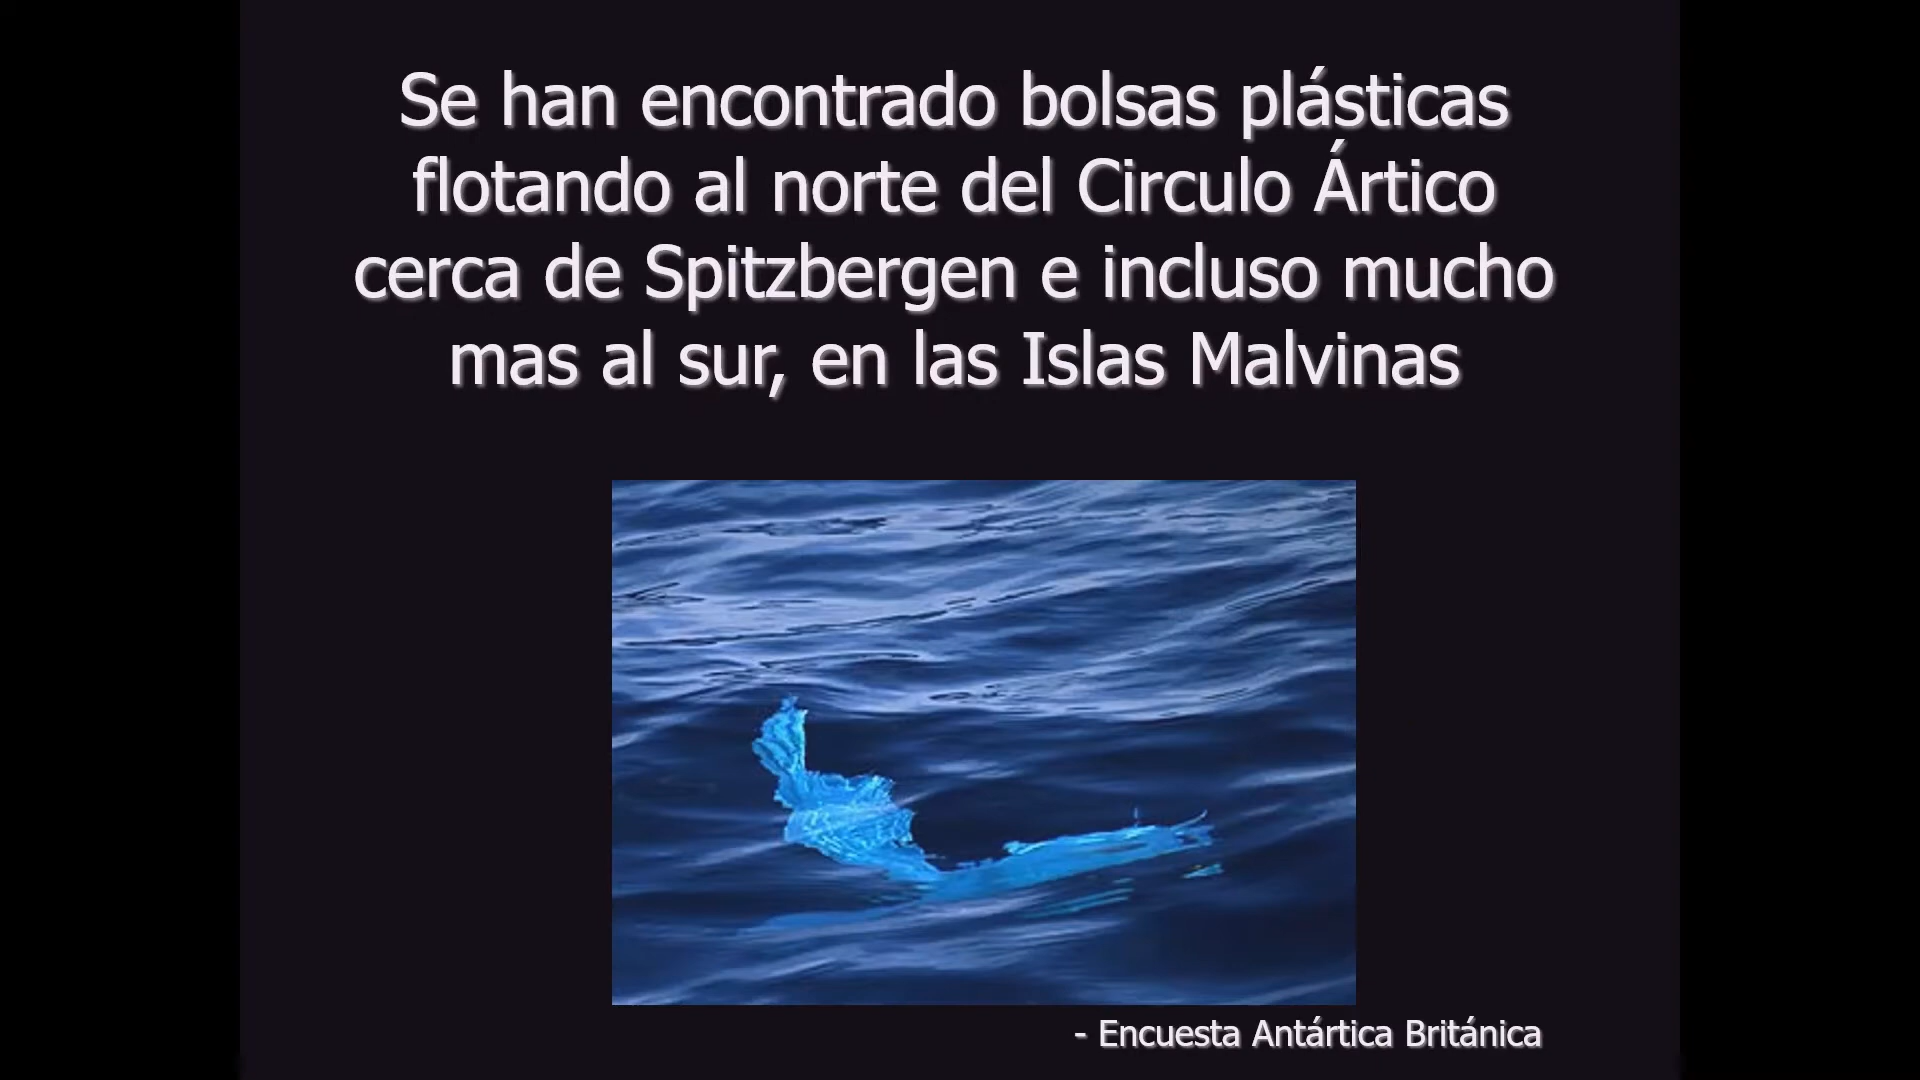 Se han encontrado bolsas plásticas
flotando al norte del Circulo Ártico
cerca de Spitzbergen e incluso mucho
mas al sur, en las Islas Malvinas
- Encuesta Antártica Británica